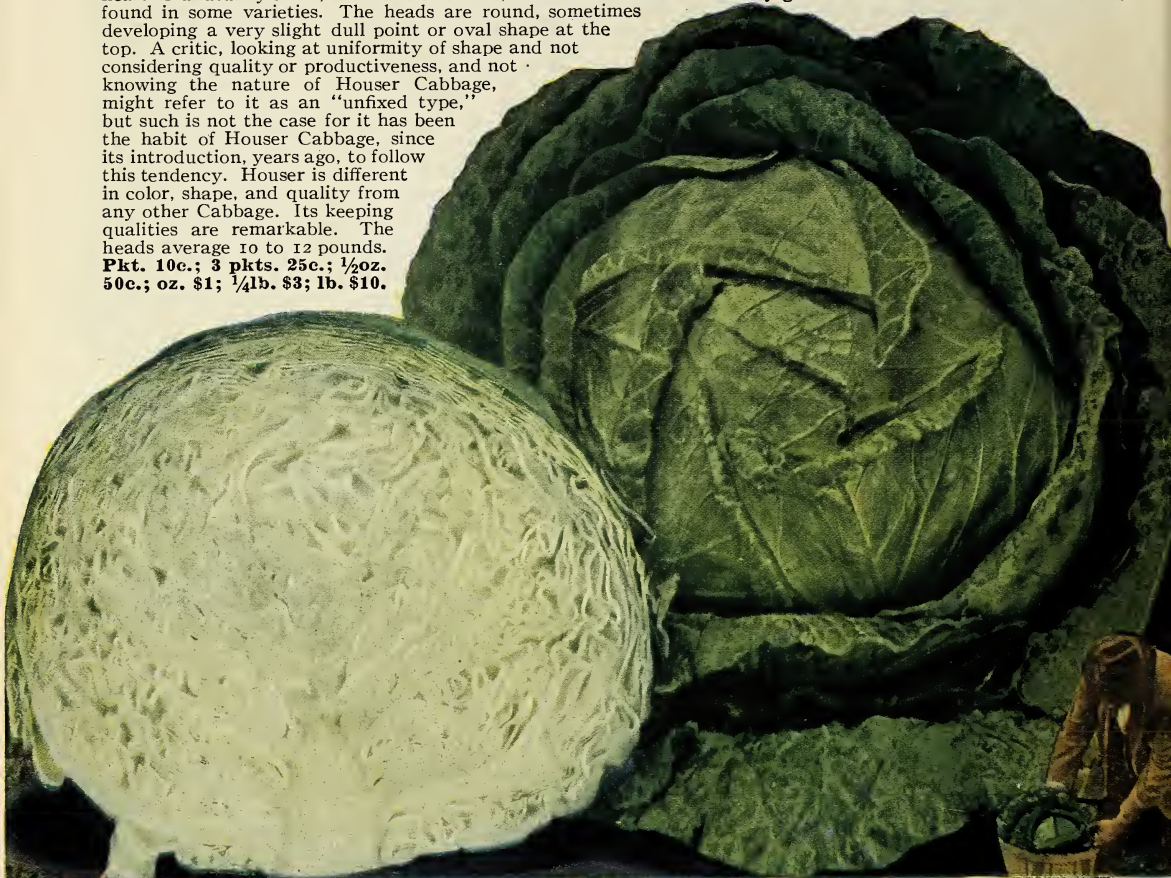 found in some varieties. The heads are round, sometimes
developing a very slight dull point or oval shape at the
top. A critic, looking at uniformity of shape and not
considering quality or productiveness, and not
knowing the nature of Houser Cabbage,
might refer to it as an “unfixed type,”
but such is not the case for it has been
the habit of Houser Cabbage, since
its introduction, years ago, to follow
this tendency. Houser is different
in color, shape, and quality from
any other Cabbage. Its keeping
qualities are remarkable. The
heads average 10 to 12 pounds.
Pkt. 10c.; 3 pkts. 25c.; ½oz.
50c.; oz. $1; ¼lb. $3; lb. $10.